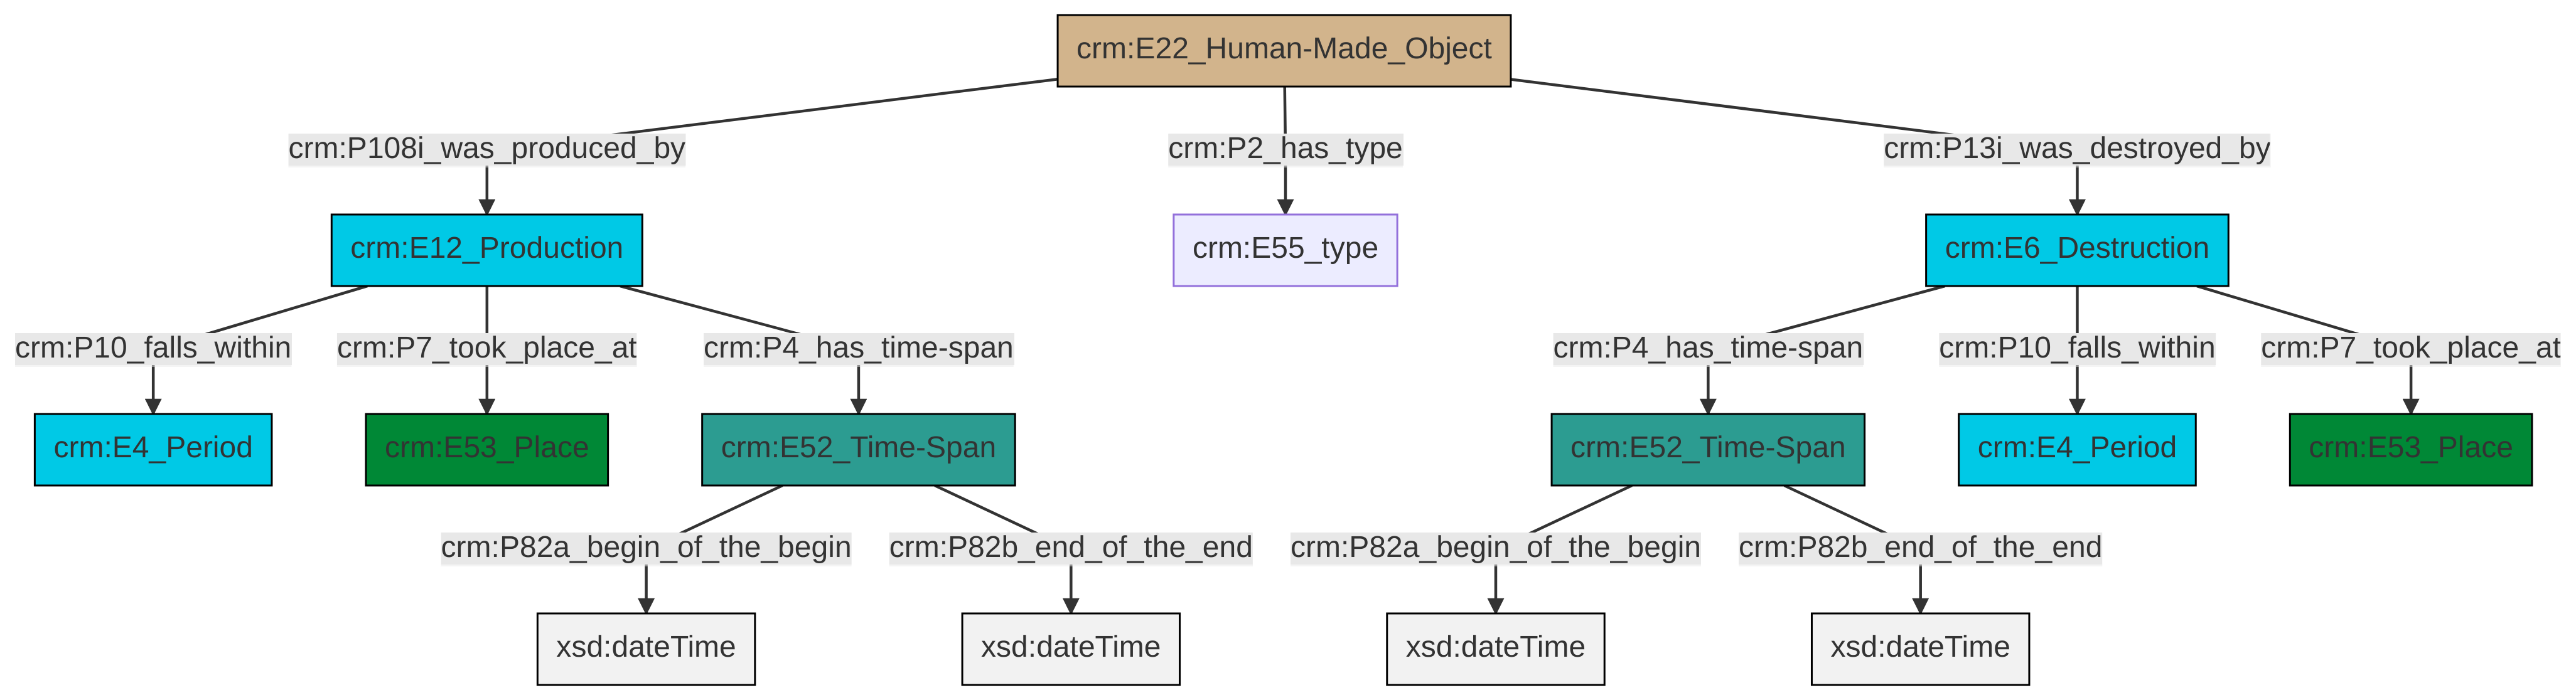 crm:E22_Human-Made_Object
crm:P108i_was_produced_by
crm:P2_has_type
crm:P13i_was_destroyed_by
crm:E12_Production
crm:E55_type
crm:E6_Destruction
crm:P10_falls_within
crm:P7_took_place_at
crm:P4_has_time-span
crm:P4_has_time-span
crm:P10_falls_within
crm:P7_took_place_at
crm:E4_Period
crm:E53_Place
crm:E52_Time-Span
crm:E52_Time-Span
crm:E4_Period
crm:E53_Place
crm:P82a_begin_of_the_begin
crm:P82b_end_of_the_end
crm:P82a_begin_of_the_begin
crm:P82b_end_of_the_end
xsd:dateTime
xsd:dateTime
xsd:dateTime
xsd:dateTime